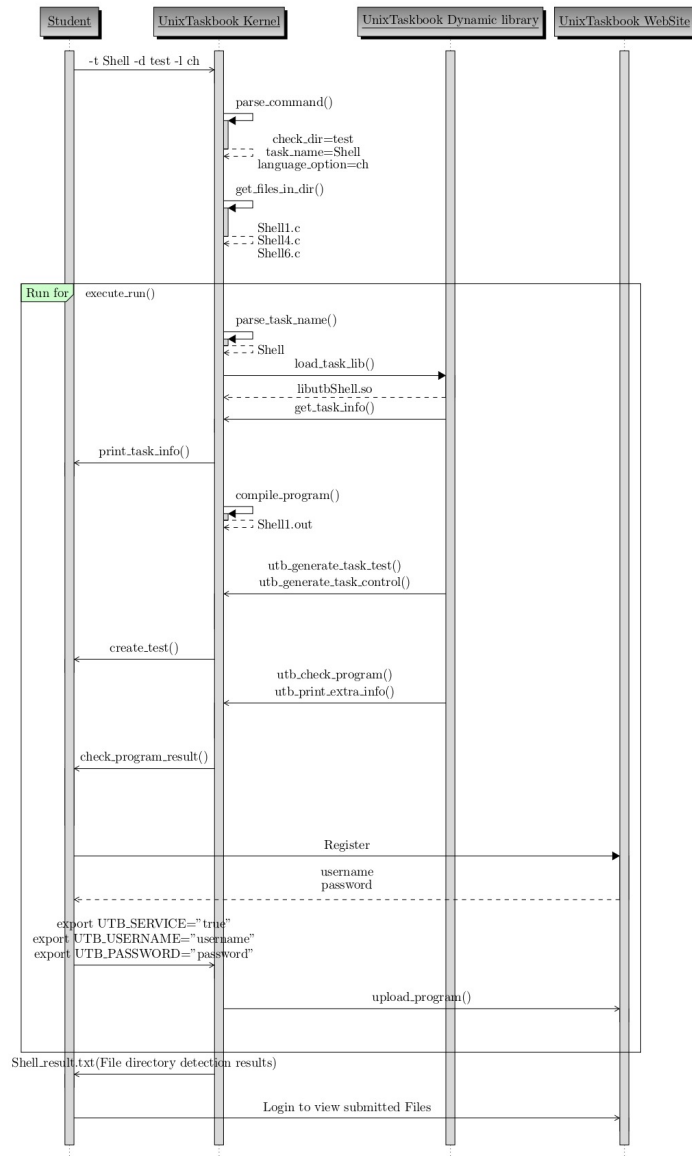 Student
UnixTaskbook Kernel
UnixTaskbook Dynamic library
UnixTaskbook WebSite
-t Shell -d test -l ch
parse_command()
check_dir=test
task_name=Shell
language_option=ch
get_files_in_dir()
Shell1.c
Shell4.c
Shell6.c
Run for
execute_run()
parse_task_name()
Shell
load_task_lib()
libutbShell.so
get_task_info()
print_task_info()
compile_program()
Shell1.out
utb_generate_task_test()
utb_generate_task_control()
create_test()
utb_check_program()
utb_print_extra_info()
check_program_result()
Register
username
password
export UTB_SERVICE=”true”
export UTB_USERNAME=”username”
export UTB_PASSWORD=”password”
upload_program()
Shell_result.txt(File directory detection results)
Login to view submitted Files